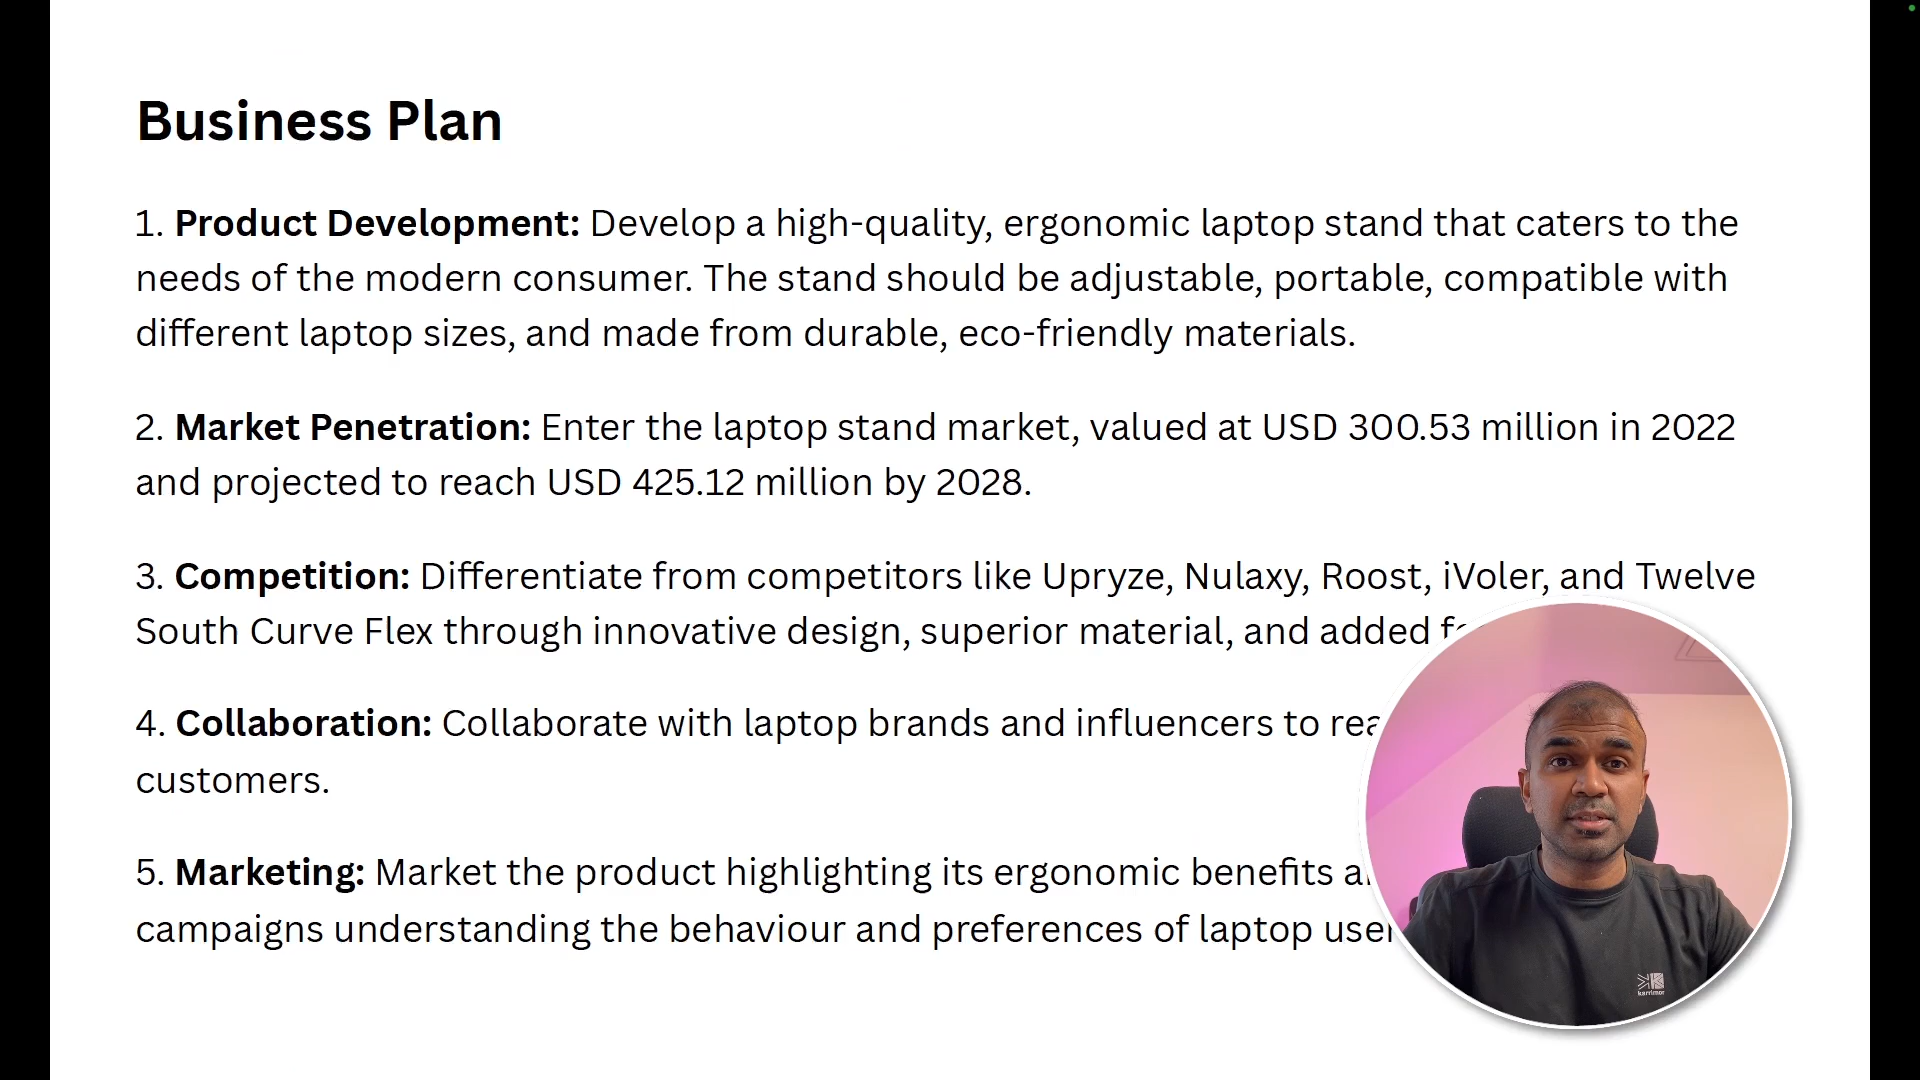 Business Plan
1. Product Development: Develop a high-quality, ergonomic laptop stand that caters to the
needs of the modern consumer. The stand should be adjustable, portable, compatible with
different laptop sizes, and made from durable, eco-friendly materials.
2. Market Penetration: Enter the laptop stand market, valued at USD 300.53 million in 2022
and projected to reach USD 425.12 million by 2028.
3. Competition: Differentiate from competitors like Upryze, Nulaxy, Roost, iVoler, and Twelve
South Curve Flex through innovative design, superior material, and added
4. Collaboration: Collaborate with laptop brands and influencers to
customers.
5. Marketing: Market the product highlighting its ergonomic benefits
campaigns understanding the behaviour and preferences of laptop
karrimor